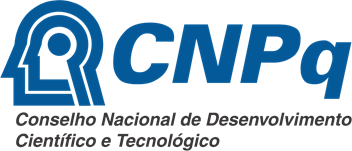 CNPq
Conselho Nacional de Desenvolvimento
Científico e Tecnológico